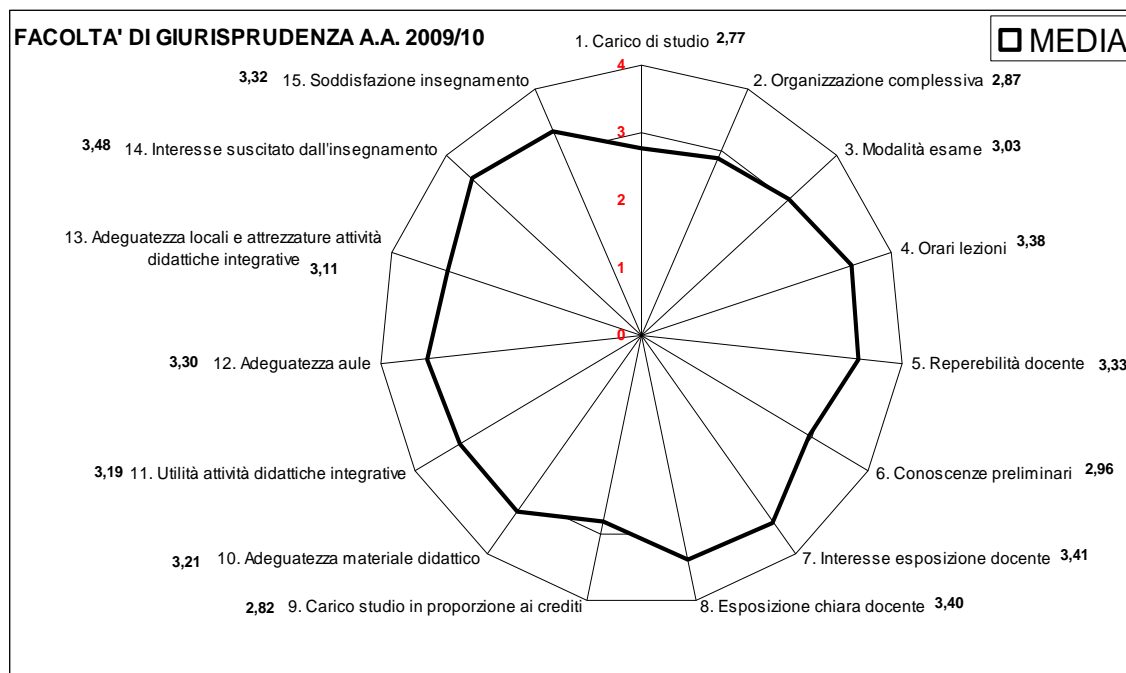 FACOLTA' DI GIURISPRUDENZA A.A. 2009/10
MEDIA
1. Carico di studio 2,77
2. Organizzazione complessiva 2,87
3. Modalità esame 3,03
4. Orari lezioni 3,38
5. Reperebilità docente 3,33
6. Conoscenze preliminari 2,96
7. Interesse esposizione docente 3,41
8. Esposizione chiara docente 3,40
2,82 9. Carico studio in proporzione ai crediti
3,21 10. Adeguatezza materiale didattico
3,19 11. Utilità attività didattiche integrative
3,30 12. Adeguatezza aule
13. Adeguatezza locali e attrezzature attività
didattiche integrative 3,11
3,48 14. Interesse suscitato dall'insegnamento
3,32 15. Soddisfazione insegnamento
4
3
2
1
0